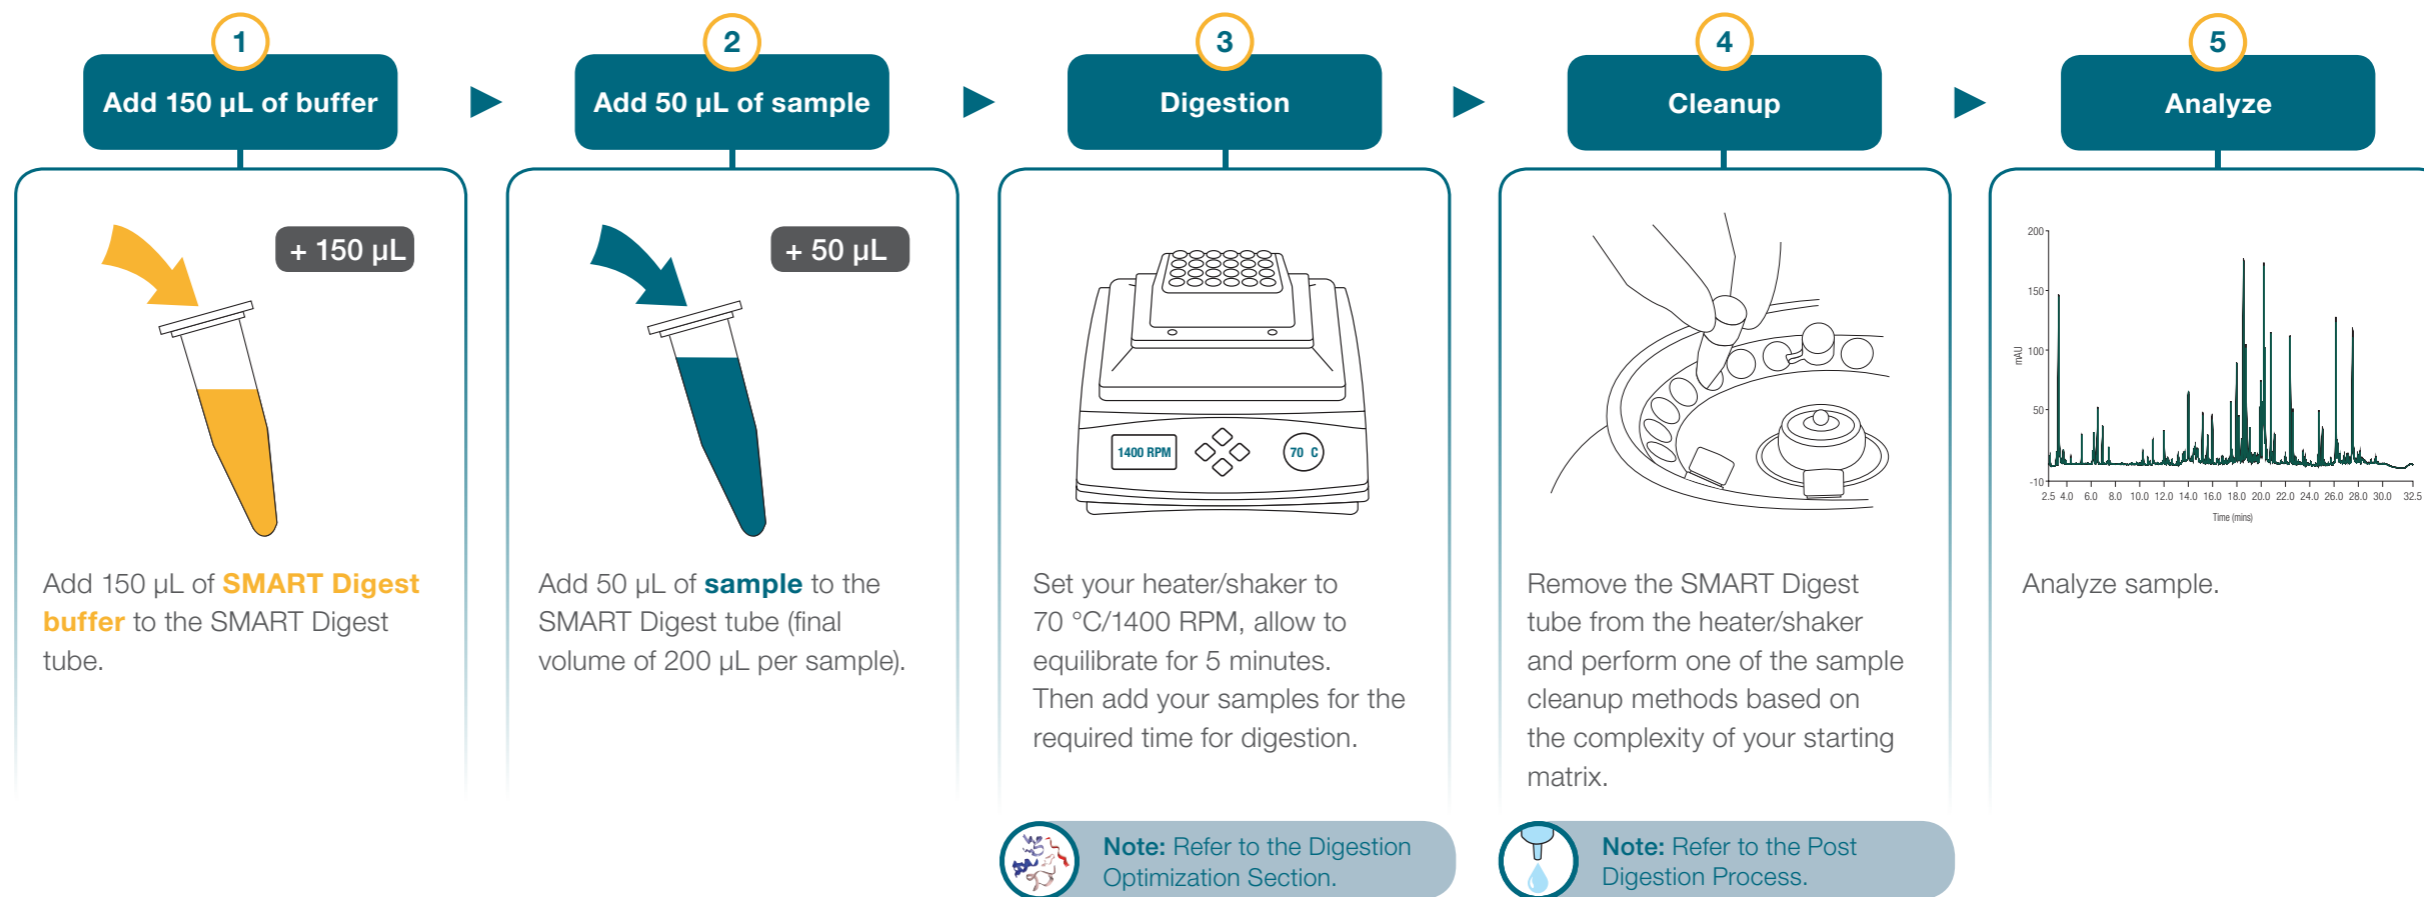 1
Add 150 µL of buffer
+ 150 µL
Add 150 µL of SMART Digest
buffer to the SMART Digest
tube.
2
Add 50 µL of sample
+ 50 µL
Add 50 µL of sample to the
SMART Digest tube (final
volume of 200 µL per sample).
3
Digestion
1400 RPM
70 C
Set your heater/shaker to
70 °C/1400 RPM, allow to
equilibrate for 5 minutes.
Then add your samples for the
required time for digestion.
Note: Refer to the Digestion
Optimization Section.
4
Cleanup
Remove the SMART Digest
tube from the heater/shaker
and perform one of the sample
cleanup methods based on
the complexity of your starting
matrix.
Note: Refer to the Post
Digestion Process.
5
Analyze
200
150
100
50
-10
mAU
2.5 4.0 6.0 8.0 10.0 12.0 14.0 16.0 18.0 20.0 22.0 24.0 26.0 28.0 30.0 32.5
Time (mins)
Analyze sample.